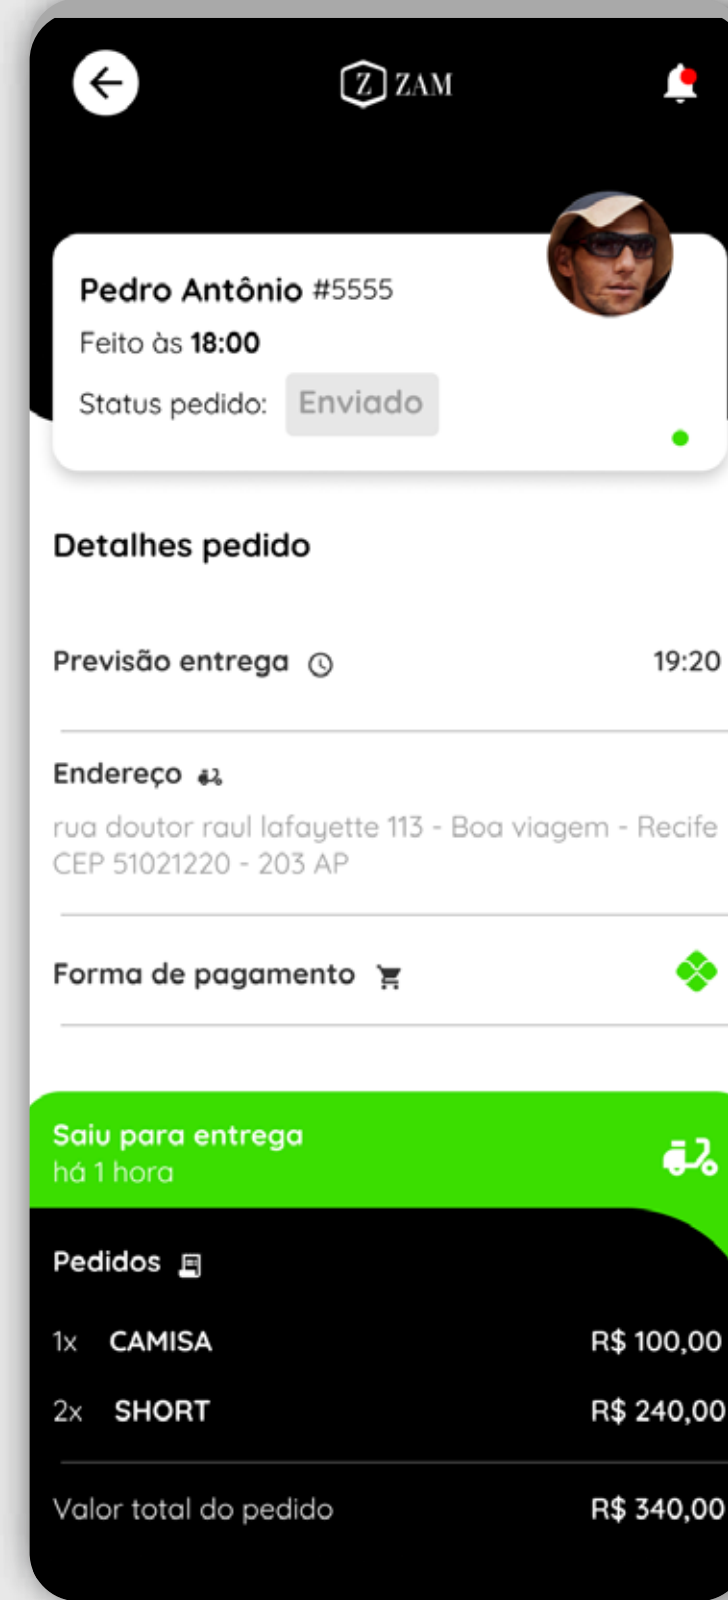 Z ZAM
Pedro Antônio #5555
Feito às 18:00
Status pedido: Enviado
Detalhes pedido
Previsão entrega 19:20
Endereço
rua doutor raul lafayette 113 - Boa viagem - Recife
CEP 51021220 - 203 AP
Forma de pagamento
Saiu para entrega
há 1 hora
Pedidos
1x CAMISA R$ 100,00
2x SHORT R$ 240,00
Valor total do pedido R$ 340,00